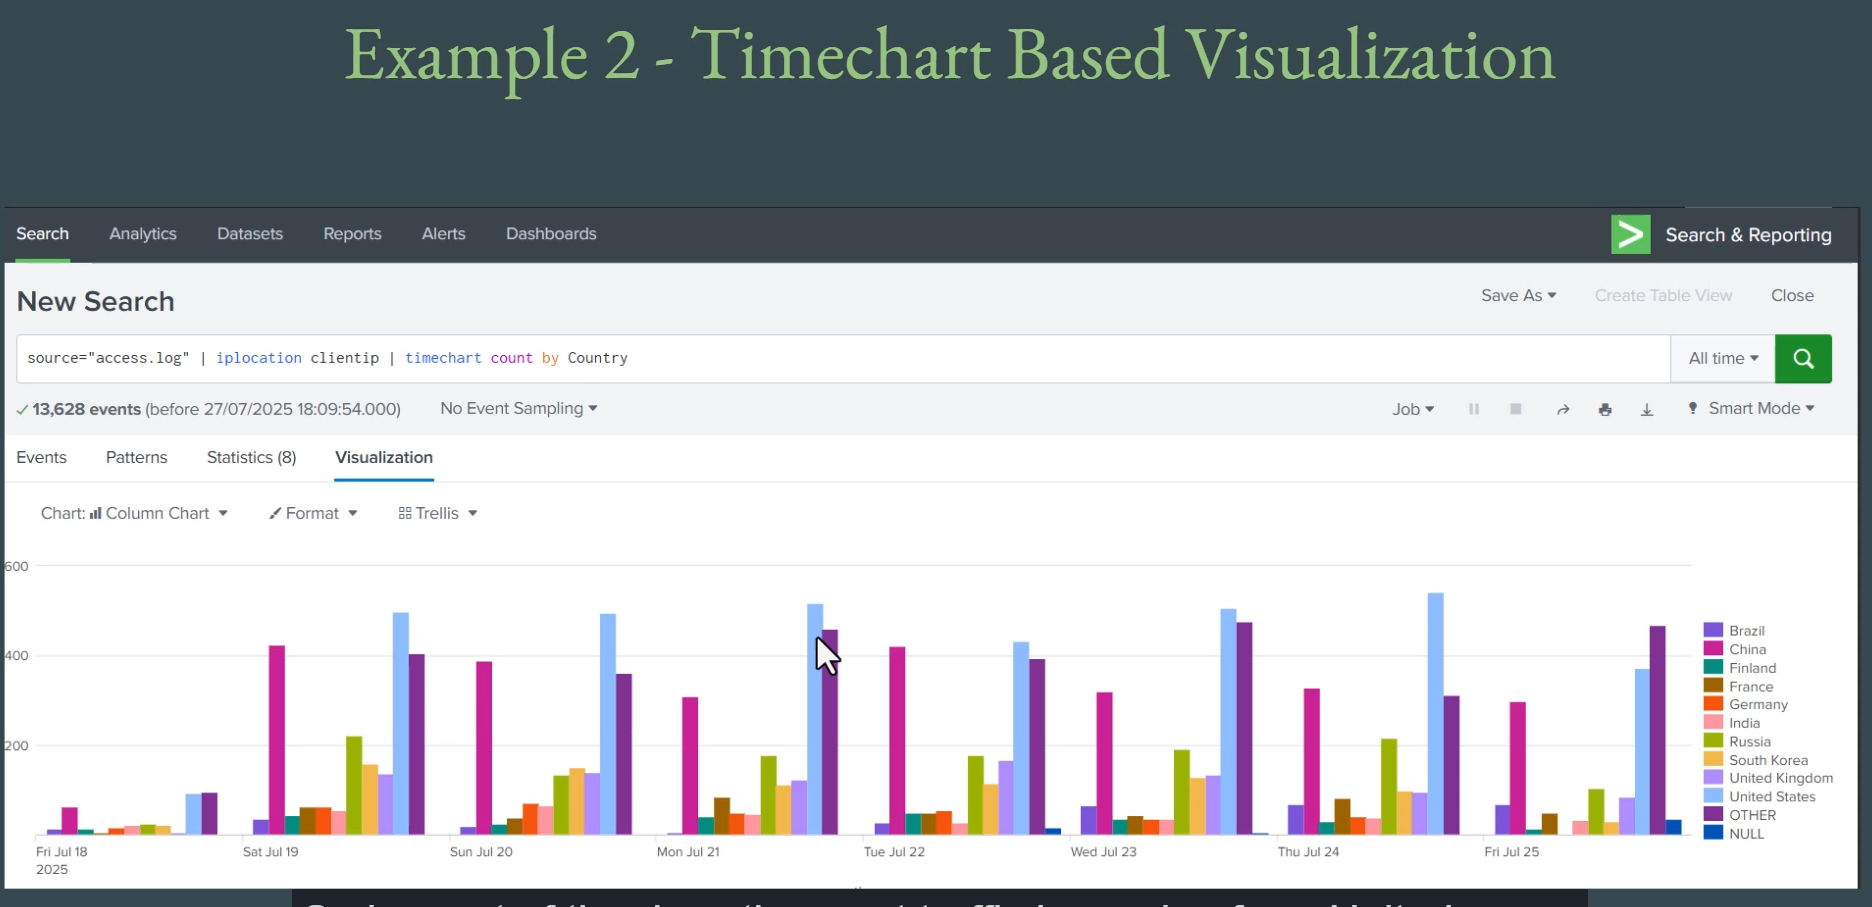 Example 2 - Timechart Based Visualization
Search Analytics Datasets Reports Alerts Dashboards
Search & Reporting
New Search
Save As Create Table View Close
source="access.log" | iplocation clientip | timechart count by Country
All time
13,628 events (before 27/07/2025 18:09:54.000)
No Event Sampling
Job
Smart Mode
Events Patterns Statistics (8) Visualization
Chart: Column Chart Format Trellis
600
400
200
Fri Jul 18
2025
Sat Jul 19
Sun Jul 20
Mon Jul 21
Tue Jul 22
Wed Jul 23
Thu Jul 24
Fri Jul 25
Brazil
China
Finland
France
Germany
India
Russia
South Korea
United Kingdom
United States
OTHER
NULL